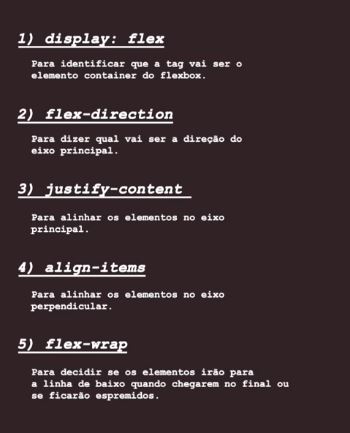 1) display: flex
Para identificar que a tag vai ser o
elemento container do flexbox.
2) flex-direction
Para dizer qual vai ser a direção do
eixo principal.
3) justify-content
Para alinhar os elementos no eixo
principal.
4) align-items
Para alinhar os elementos no eixo
perpendicular.
5) flex-wrap
Para decidir se os elementos irão para
a linha de baixo quando chegarem no final ou
se ficarão espremidos.